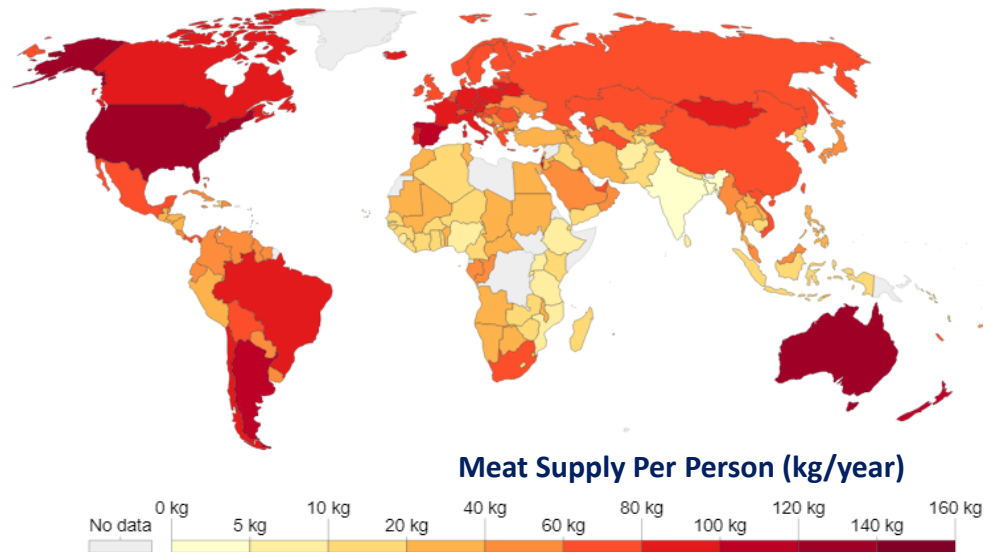 Meat Supply Per Person (kg/year)
0 kg 10 kg 40 kg 80 kg 120 kg 160 kg
No data 5 kg 20 kg 60 kg 100 kg 140 kg